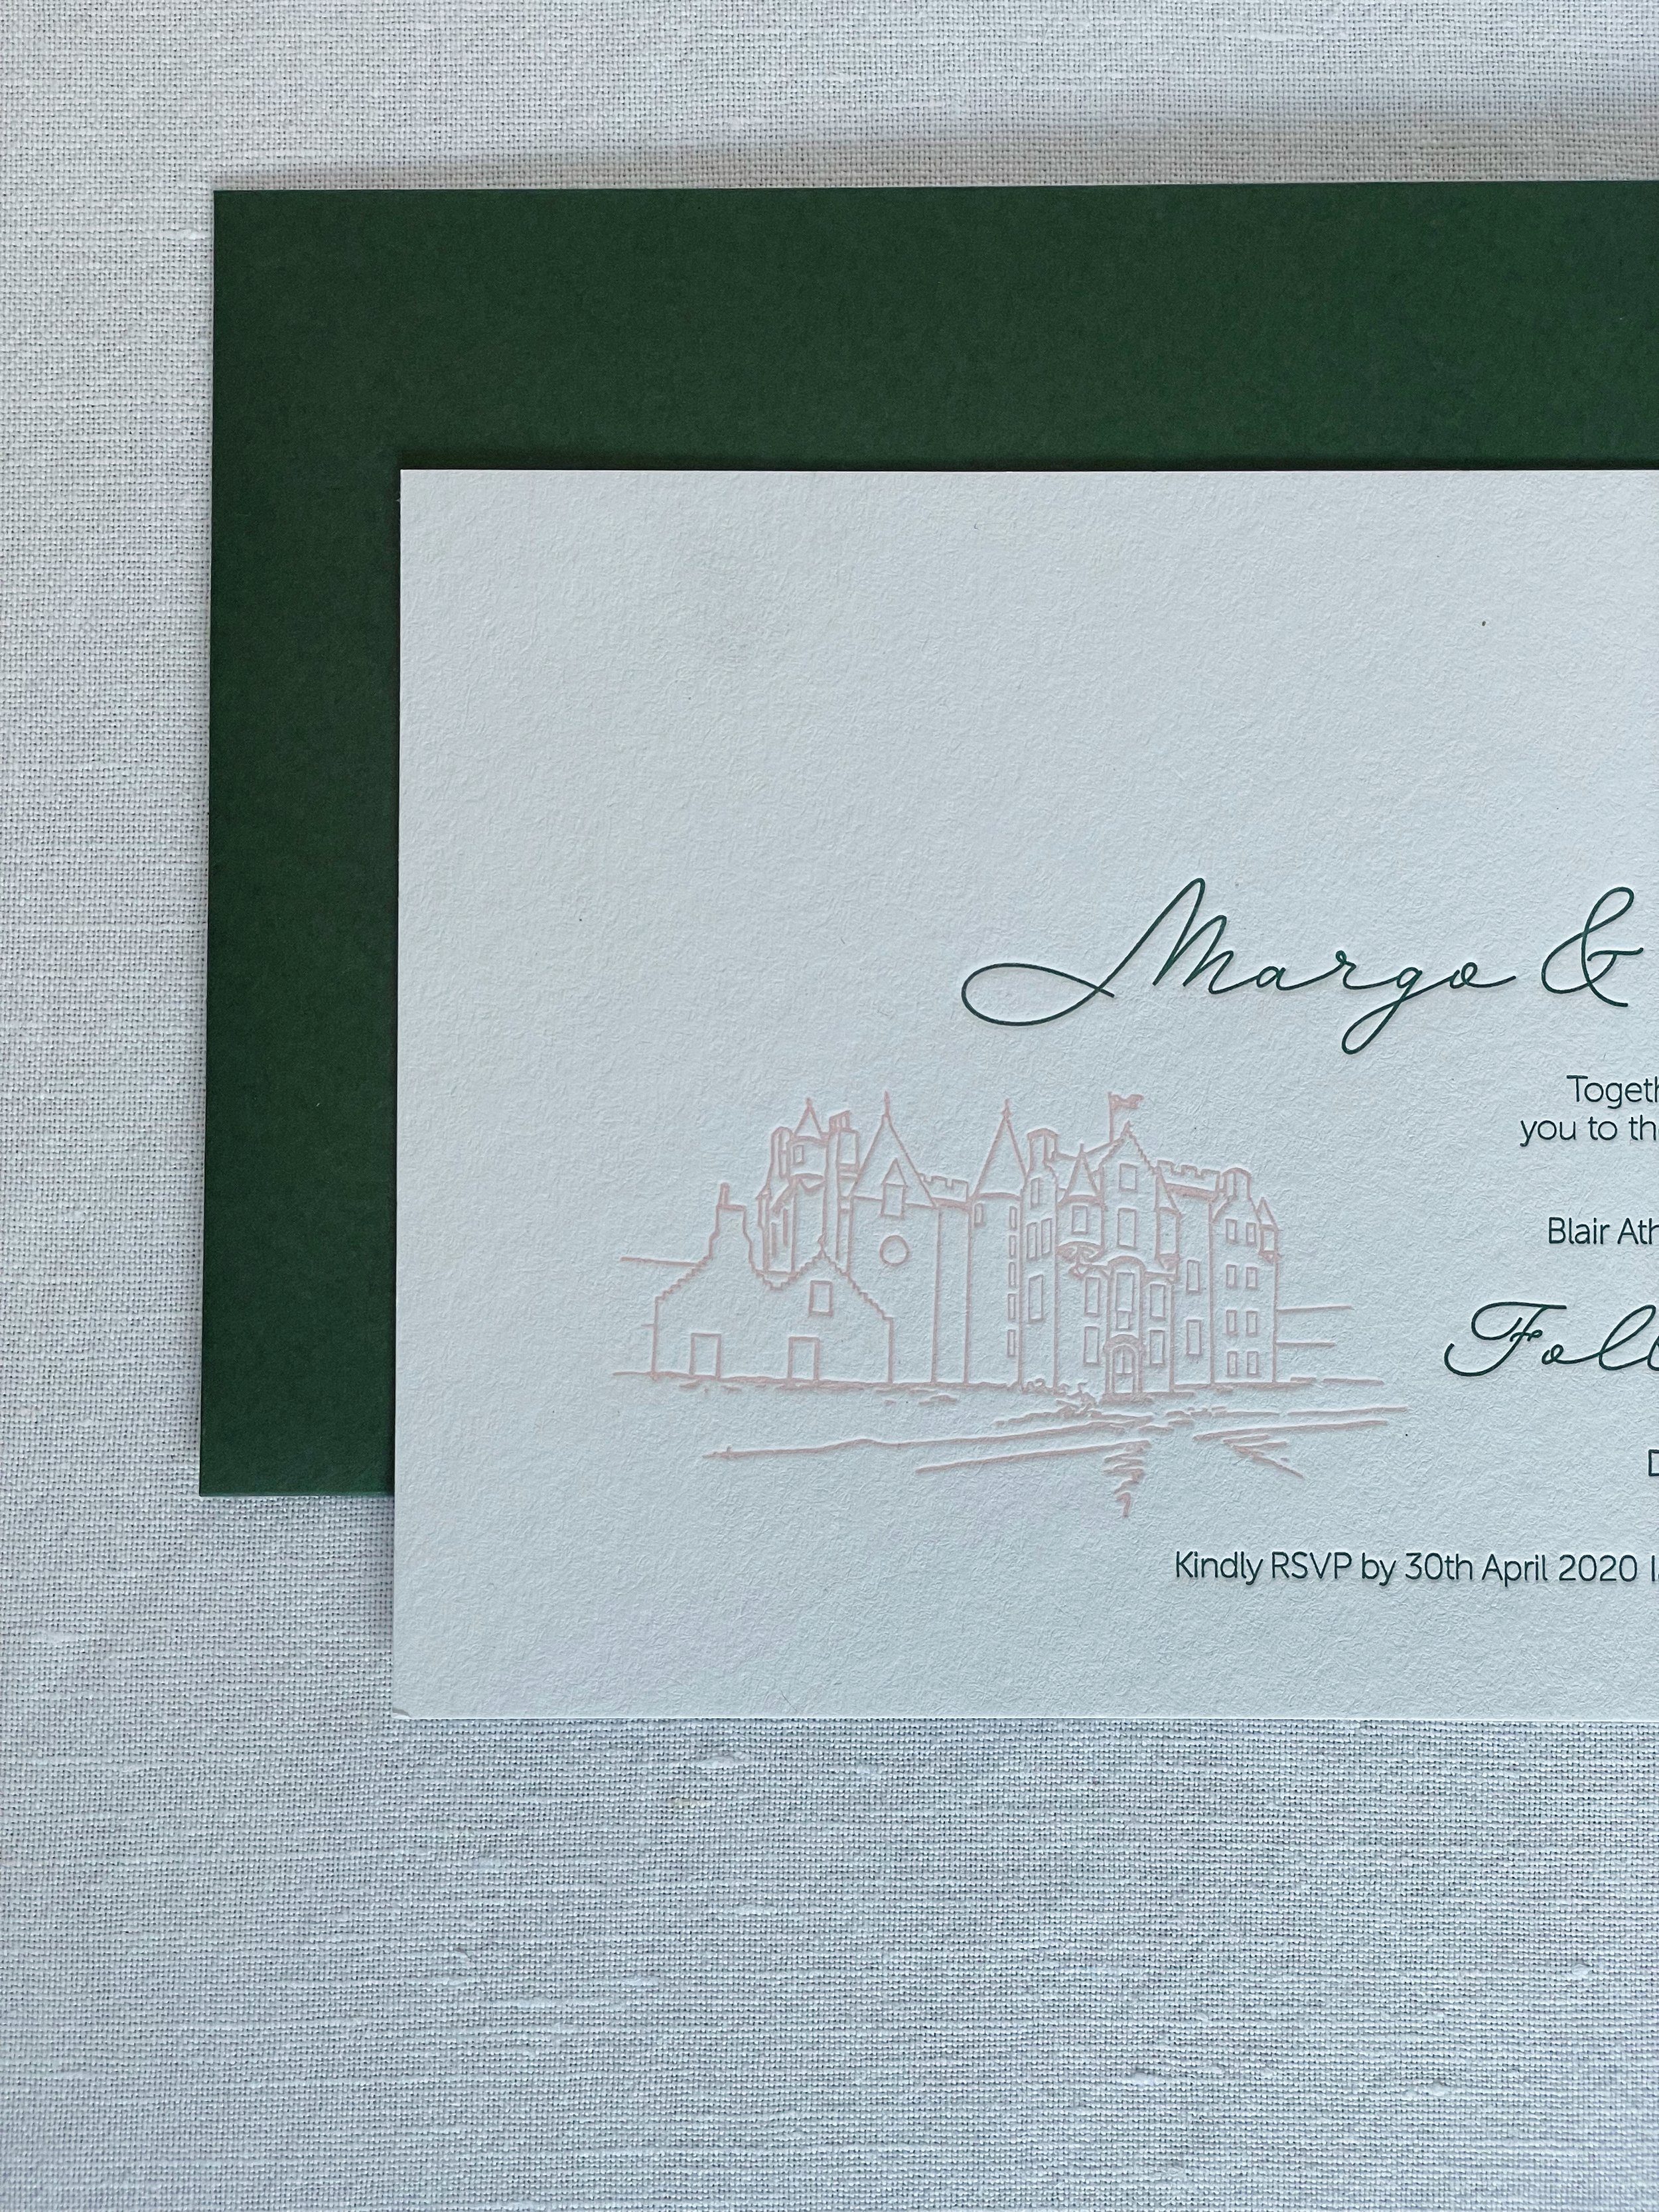 Margo &
Togeth
you to th
Blair Ath
Foll
Kindly RSVP by 30th April 2020